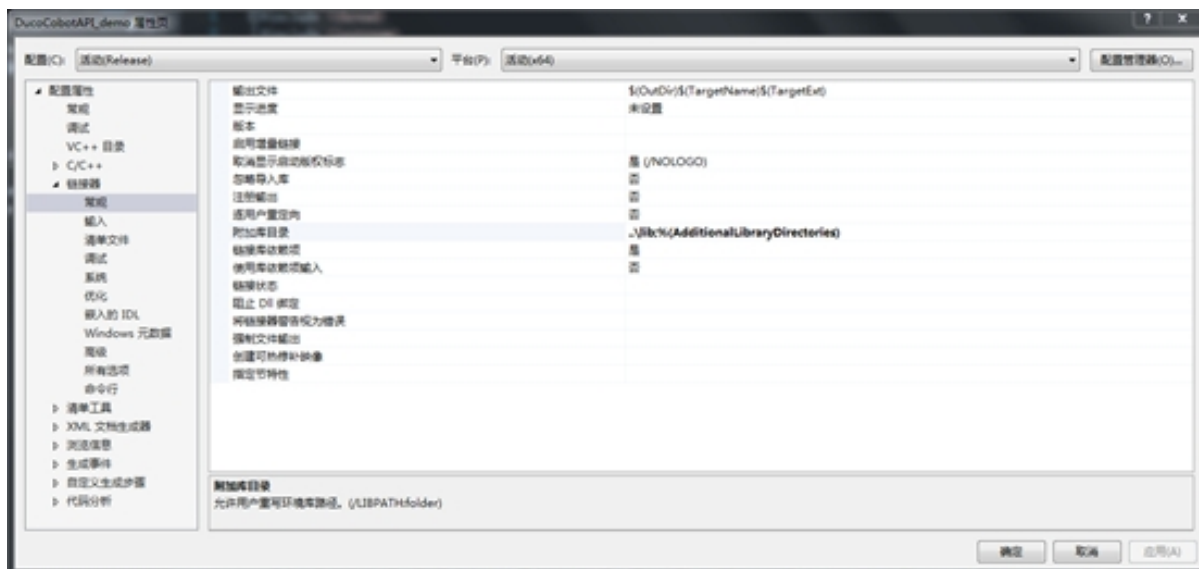 DucoCobotAPI_demo 属性页
配置(C): 活动(Release) 平台(P): 活动(x64) 配置管理器(O)...
配置属性
常规
调试
VC++ 目录
C/C++
链接器
常规
输入
清单文件
调试
系统
优化
嵌入的 IDL
Windows 元数据
高级
所有选项
命令行
清单工具
XML 文档生成器
浏览信息
生成事件
自定义生成步骤
代码分析
输出文件 $(OutDir)$(TargetName)$(TargetExt)
显示进度 未设置
版本
启用增量链接
取消显示启动版权标志 是 (/NOLOGO)
忽略导入库 否
注册输出 否
逐用户重定向 否
附加库目录 ..\lib;%(AdditionalLibraryDirectories)
链接库依赖项 是
使用库依赖项输入 否
链接状态
阻止 Dll 绑定
将链接器警告视为错误
强制文件输出
创建可热修补映像
指定节特性
附加库目录
允许用户重写环境库路径。(/LIBPATH:folder)
确定 取消 应用(A)